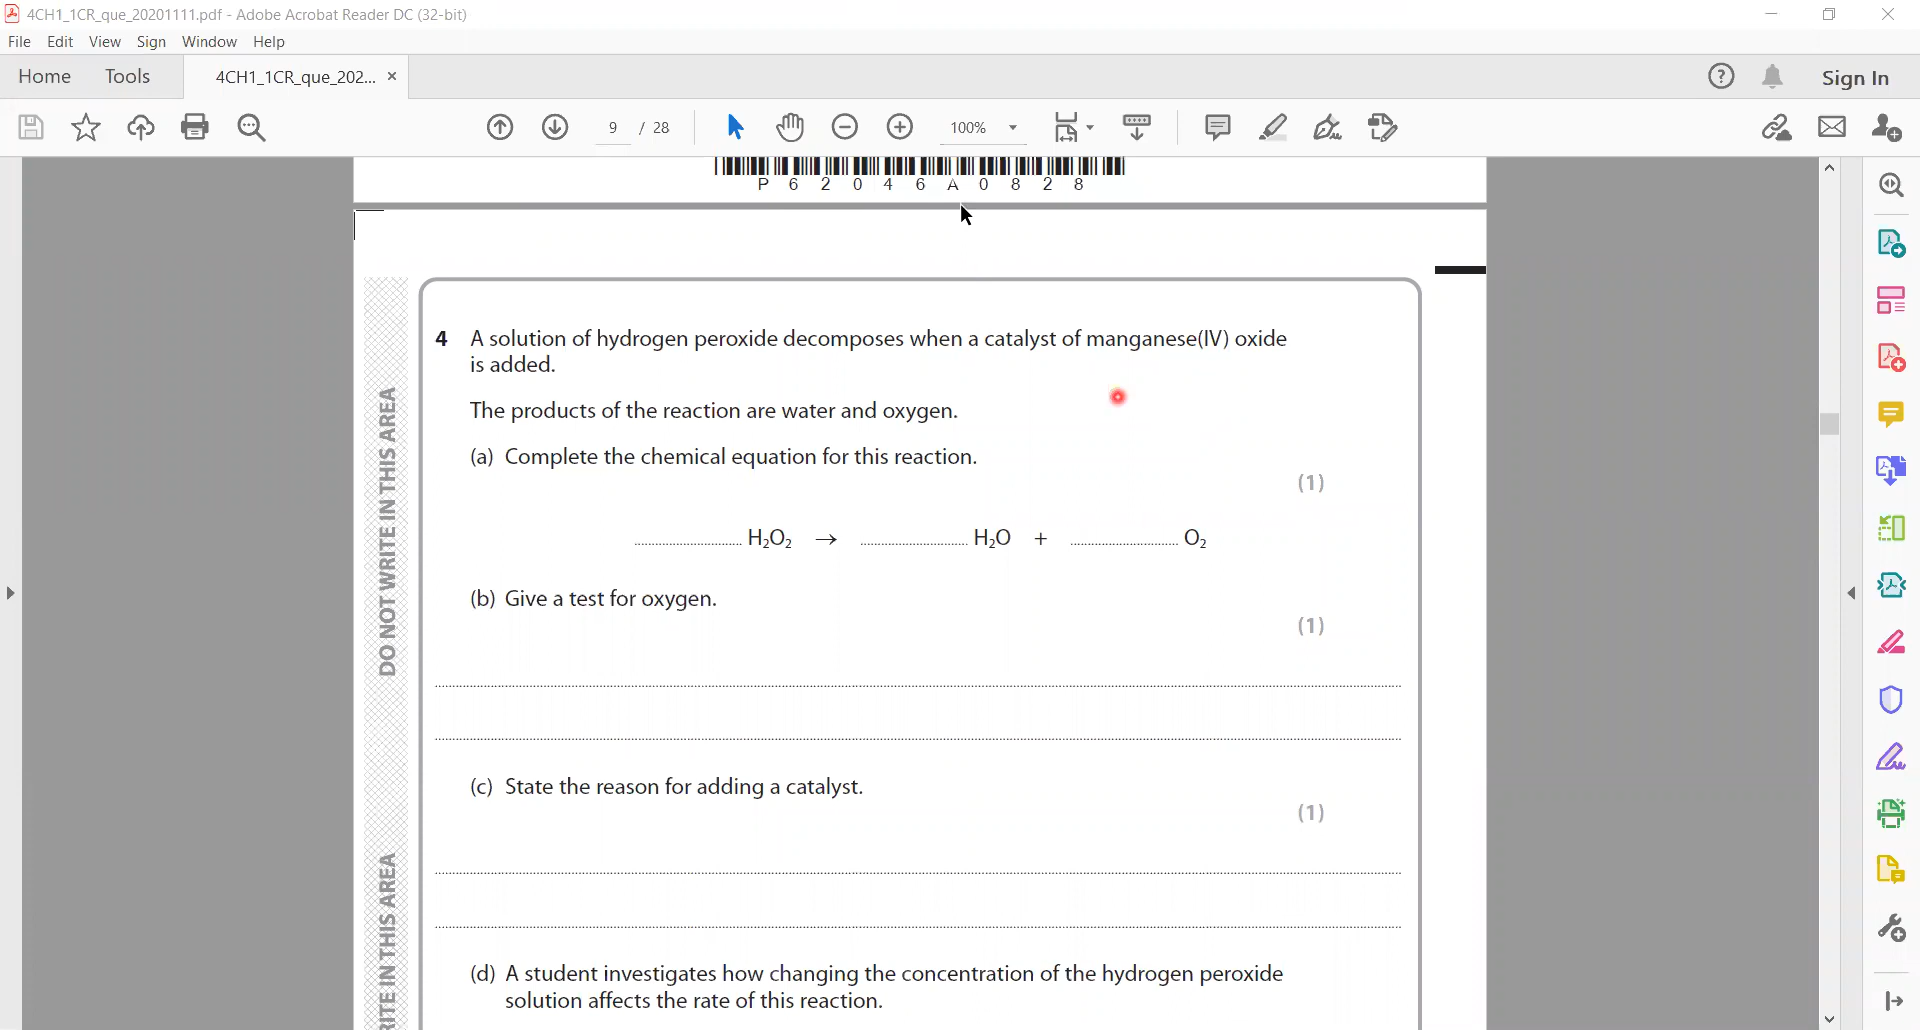 4CH1_1CR_que_20201111.pdf - Adobe Acrobat Reader DC (32-bit)
File Edit View Sign Window Help
Home Tools 4CH1_1CR_que_202... × Sign In
9 / 28 100%
P 6 2 0 4 6 A 0 8 2 8
4 A solution of hydrogen peroxide decomposes when a catalyst of manganese(IV) oxide
is added.
The products of the reaction are water and oxygen.
(a) Complete the chemical equation for this reaction.
(1)
.............................. H₂O₂ → .............................. H₂O + .............................. O₂
(b) Give a test for oxygen.
(1)
(c) State the reason for adding a catalyst.
(1)
(d) A student investigates how changing the concentration of the hydrogen peroxide
solution affects the rate of this reaction.
DO NOT WRITE IN THIS AREA
RITE IN THIS AREA